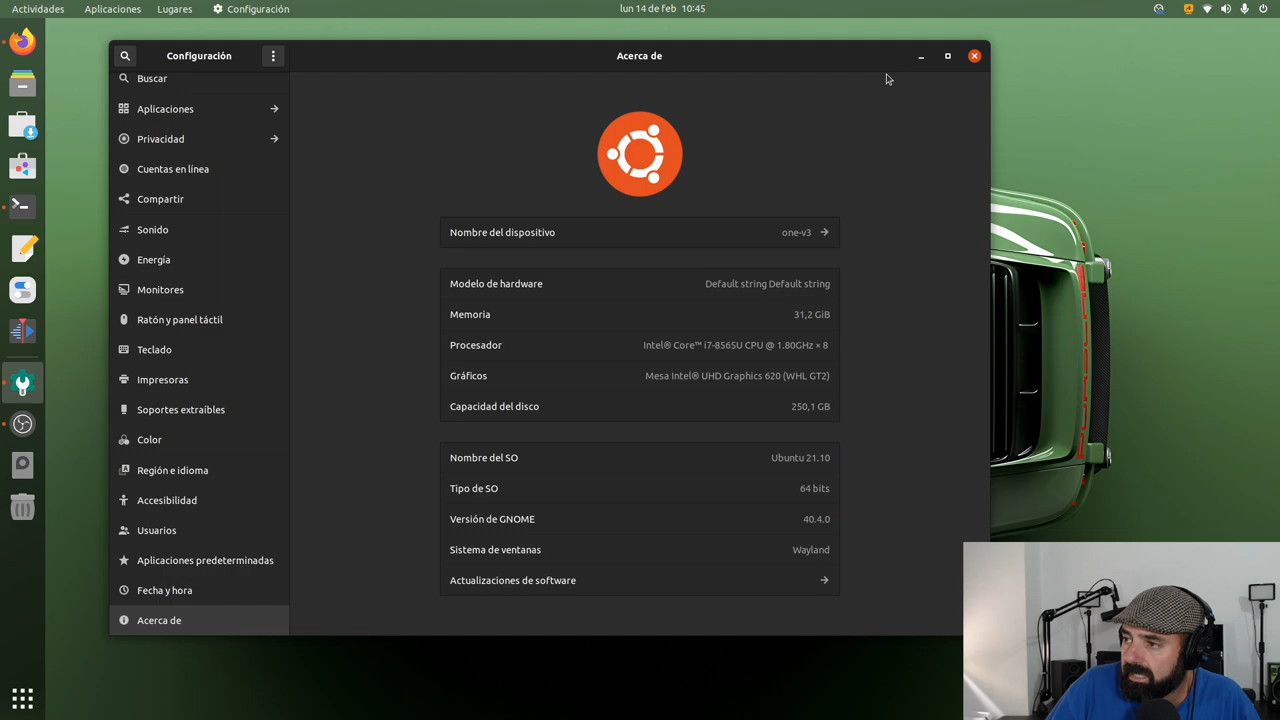 Actividades Aplicaciones Lugares Configuración lun 14 de feb 10:45
Configuración
Acerca de
Buscar
Aplicaciones
Privacidad
Cuentas en línea
Compartir
Sonido
Energía
Monitores
Ratón y panel táctil
Teclado
Impresoras
Soportes extraíbles
Color
Región e idioma
Accesibilidad
Usuarios
Aplicaciones predeterminadas
Fecha y hora
Acerca de
Nombre del dispositivo one-v3
Modelo de hardware Default string Default string
Memoria 31,2 GiB
Procesador Intel® Core™ i7-8565U CPU @ 1.80GHz × 8
Gráficos Mesa Intel® UHD Graphics 620 (WHL GT2)
Capacidad del disco 250,1 GB
Nombre del SO Ubuntu 21.10
Tipo de SO 64 bits
Versión de GNOME 40.4.0
Sistema de ventanas Wayland
Actualizaciones de software